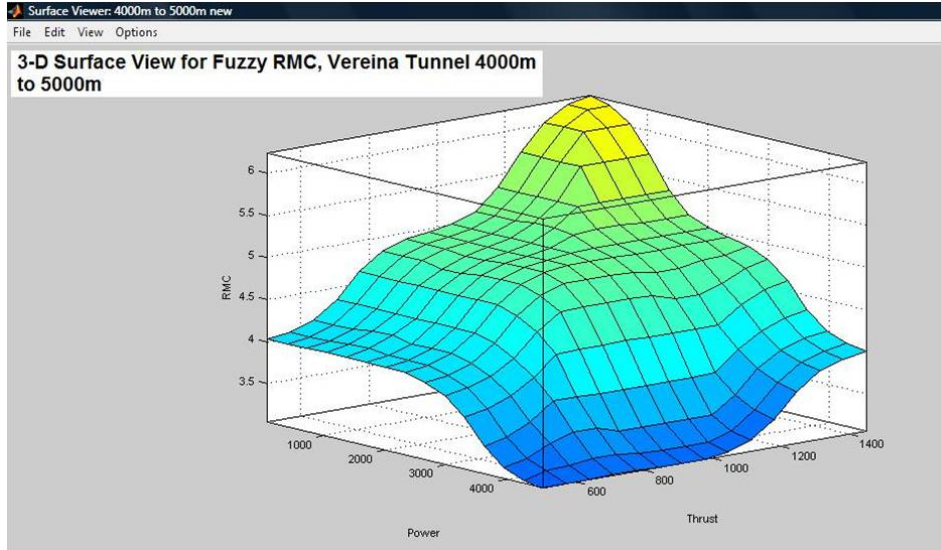 Surface Viewer: 4000m to 5000m new
File Edit View Options
3-D Surface View for Fuzzy RMC, Vereina Tunnel 4000m
to 5000m
6
5.5
5
4.5
4
3.5
RMC
1000
2000
3000
4000
Power
600
800
1000
1200
1400
Thrust